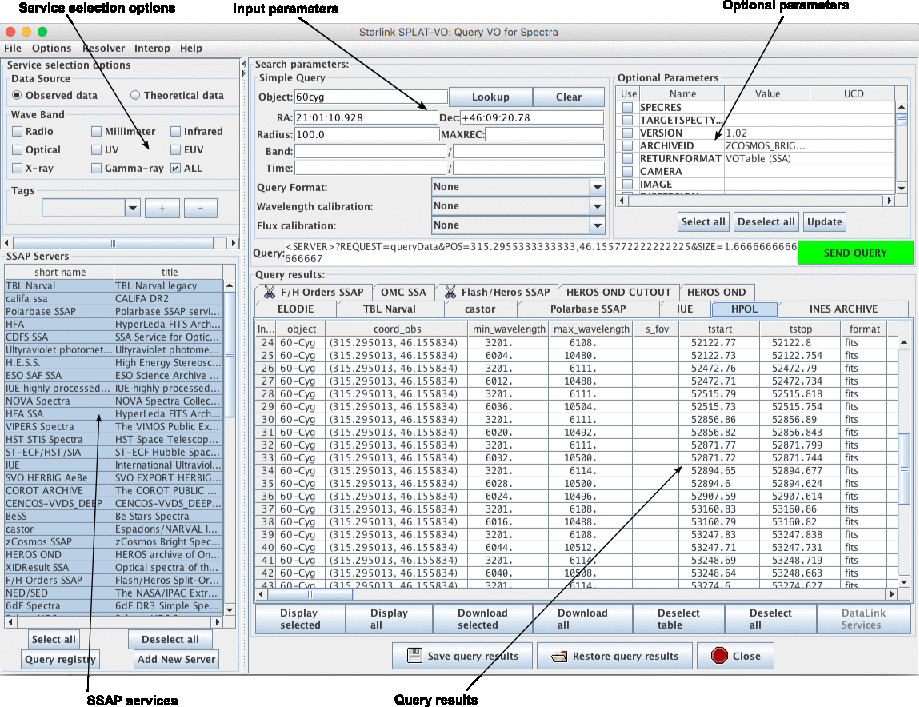 Service selection options
Input parameters
Optional parameters
Starlink SPLAT-VO: Query VO for Spectra
File Options Resolver Interop Help
Service selection options
Data Source
Observed data Theoretical data
Wave Band
Radio Millimeter Infrared
Optical UV EUV
X-ray Gamma-ray ALL
Tags
+ -
SSAP Servers
short name title
TBL Narval TBL Narval legacy
califa ssa CALIFA DR2
Polarbase SSAP Polarbase SSAP servi...
HFA HyperLeda FITS Arch...
CDFS SSA SSA Service for Optic...
Ultyraviolet photomet... Ultraviolet photome...
H.E.S.S. High Energy Stereosc...
ESO SAF SSA ESO Science Archive ...
IUE highly processed... IUE highly processed...
NOVA Spectra NOVA Spectra Collec...
HFA SSA HyperLeda FITS Arch...
VIPERS Spectra The VIMOS Public Ex...
HST STIS Spectra HST Space Telescop...
ST-ECF/HST/SIA ST-ECF Hubble Spac...
IUE International Ultraviol...
SVO HERBIG AeBe SVO EXPORT HERBIG...
COROT ARCHIVE The COROT PUBLIC ...
CENCOS-VVDS_DEEP CENCOS-VVDS_DEEP...
BeSS Be Stars Spectra
castor Espadons/NARVAL I...
zCosmos SSAP zCosmos Bright Spec...
HEROS OND HEROS archive of On...
XIDResult SSA Optical spectra of th...
F/H Orders SSAP Flash/Heros Split-Or...
NED/SED The NASA/IPAC Extr...
6dF Spectra 6dF DR3 Simple Spe...
Select all Deselect all
Query registry Add New Server
Search parameters:
Simple Query
Object: 60cyg Lookup Clear
RA: 21:01:10.928 Dec: +46:09:20.78
Radius: 100.0 MAXREC:
Band: /
Time: /
Query Format: None
Wavelength calibration: None
Flux calibration: None
Optional Parameters
Use Name Value UCD
SPECRES
TARGETSPECTY...
VERSION 1.02
ARCHIVEID ZCOSMOS_BRIG...
RETURNFORMAT VOTable (SSA)
CAMERA
IMAGE
Select all Deselect all Update
Query: <SERVER>?REQUEST=queryData&POS=315.2955333333333,46.155772222222225&SIZE=1.66666666666
666667
SEND QUERY
Query results:
F/H Orders SSAP OMC SSA Flash/Heros SSAP HEROS OND CUTOUT HEROS OND
ELODIE TBL Narval castor Polarbase SSAP IUE HPOL INES ARCHIVE
In... object coord_obs min_wavelength max_wavelength s_fov tstart tstop format
24 60-Cyg (315.295013, 46.155834) 3201. 6108. 52122.77 52122.8 fits
25 60-Cyg (315.295013, 46.155834) 6004. 10480. 52122.73 52122.754 fits
26 60-Cyg (315.295013, 46.155834) 3201. 6111. 52472.76 52472.79 fits
27 60-Cyg (315.295013, 46.155834) 6012. 10488. 52472.71 52472.734 fits
28 60-Cyg (315.295013, 46.155834) 3201. 6111. 52515.79 52515.818 fits
29 60-Cyg (315.295013, 46.155834) 6036. 10504. 52515.73 52515.754 fits
30 60-Cyg (315.295013, 46.155834) 3201. 6111. 52856.86 52856.89 fits
31 60-Cyg (315.295013, 46.155834) 6020. 10492. 52856.82 52856.843 fits
32 60-Cyg (315.295013, 46.155834) 3201. 6111. 52871.77 52871.799 fits
33 60-Cyg (315.295013, 46.155834) 6032. 10500. 52871.72 52871.744 fits
34 60-Cyg (315.295013, 46.155834) 3201. 6114. 52894.65 52894.677 fits
35 60-Cyg (315.295013, 46.155834) 6028. 10500. 52894.6 52894.624 fits
36 60-Cyg (315.295013, 46.155834) 6024. 10496. 52907.59 52907.614 fits
37 60-Cyg (315.295013, 46.155834) 3201. 6108. 53160.83 53160.86 fits
38 60-Cyg (315.295013, 46.155834) 6016. 10488. 53160.79 53160.82 fits
39 60-Cyg (315.295013, 46.155834) 3201. 6108. 53247.83 53247.838 fits
40 60-Cyg (315.295013, 46.155834) 6044. 10512. 53247.71 53247.731 fits
41 60-Cyg (315.295013, 46.155834) 3201. 6114. 53248.69 53248.719 fits
42 60-Cyg (315.295013, 46.155834) 6040. 10508. 53248.64 53248.663 fits
43 60-Cyg (315.295013, 46.155834) 3201. 6114. 53274.6 53274.627 fits
Display selected Display all Download selected Download all Deselect table Deselect all DataLink Services
Save query results Restore query results Close
SSAP services
Query results